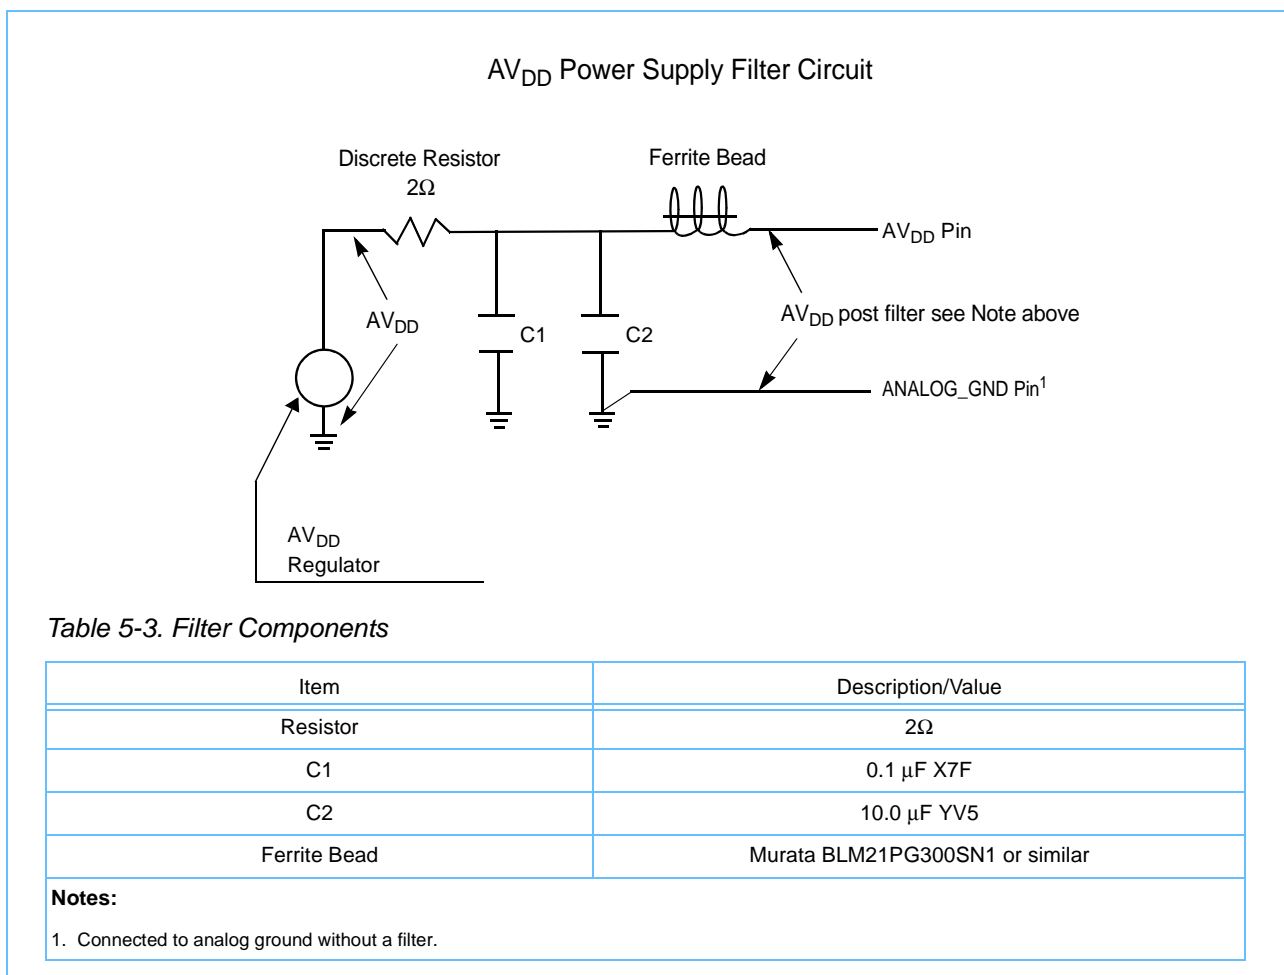 AVDD Power Supply Filter Circuit
Discrete Resistor
2Ω
Ferrite Bead
AVDD Pin
AVDD
C1
C2
AVDD post filter see Note above
ANALOG_GND Pin1
AVDD
Regulator
Table 5-3. Filter Components
Item Description/Value
Resistor 2Ω
C1 0.1 μF X7F
C2 10.0 μF YV5
Ferrite Bead Murata BLM21PG300SN1 or similar
Notes:
1. Connected to analog ground without a filter.